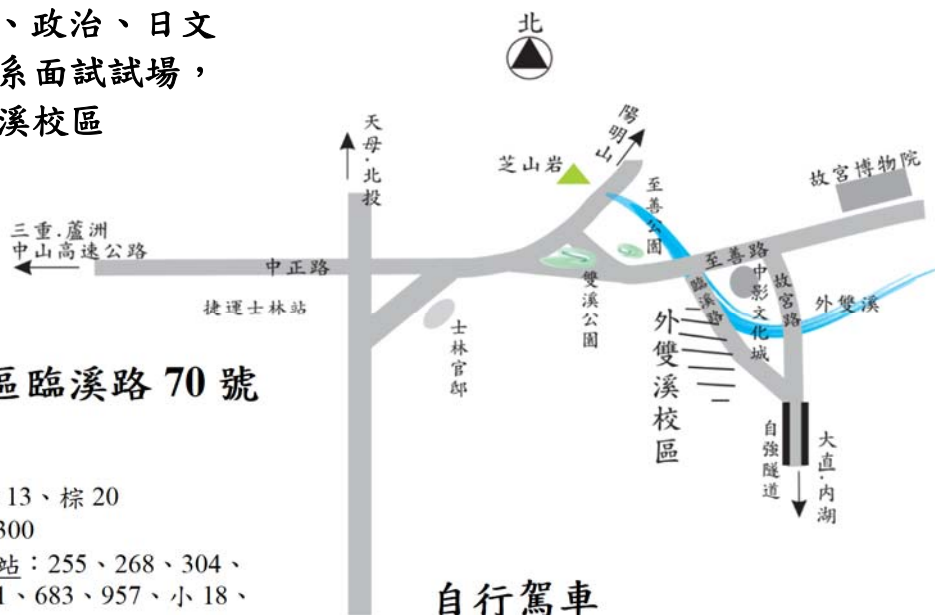 、政治、日文
系面試試場，
溪校區
北
陽明山
天母.北投
芝山岩
至善公園
故宮博物院
三重.蘆洲
中山高速公路
中正路
至善路
捷運士林站
雙溪公園
臨溪路
中影文化城
故宮路
外雙溪
士林官邸
外雙溪校區
區臨溪路 70 號
自強隧道
大直.內湖
13、棕 20
300
站：255、268、304、
1、683、957、小 18、
自行駕車